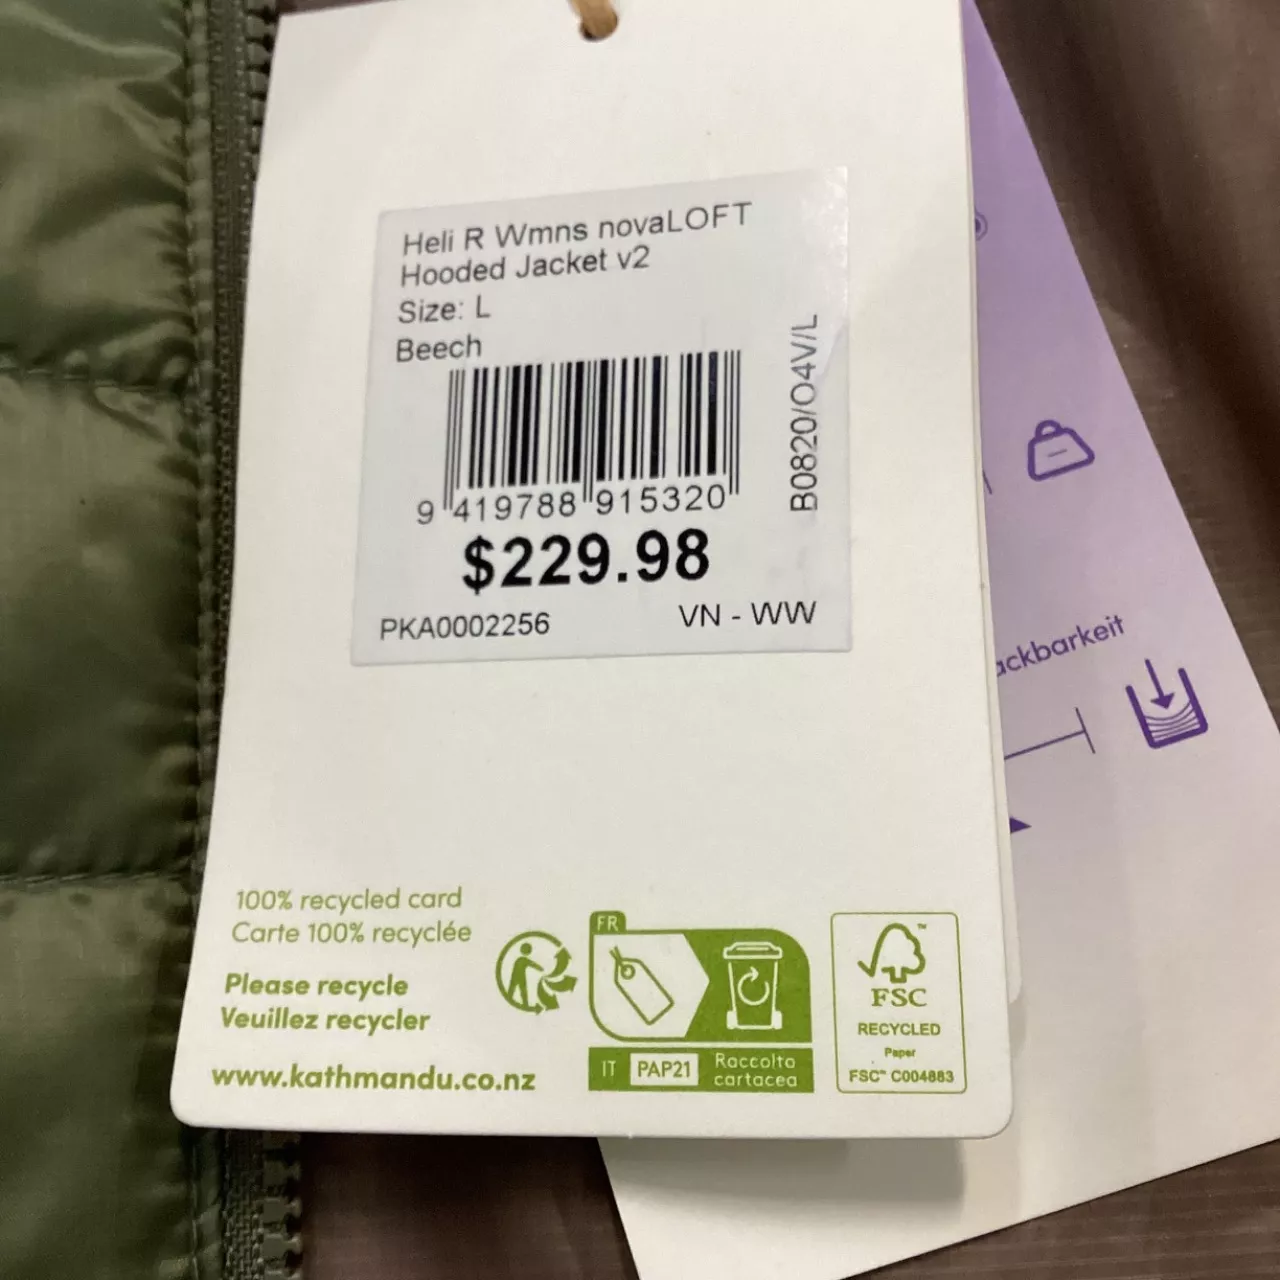 Heli R Wmns novaLOFT
Hooded Jacket v2
Size: L
Beech
B0820/O4V/L
9 419788 915320
$229.98
PKA0002256 VN - WW
ackbarkeit
100% recycled card
Carte 100% recyclée
Please recycle
Veuillez recycler
www.kathmandu.co.nz
FR
IT PAP21 Raccolta
cartacea
FSC™
RECYCLED
Paper
FSC™ C004883